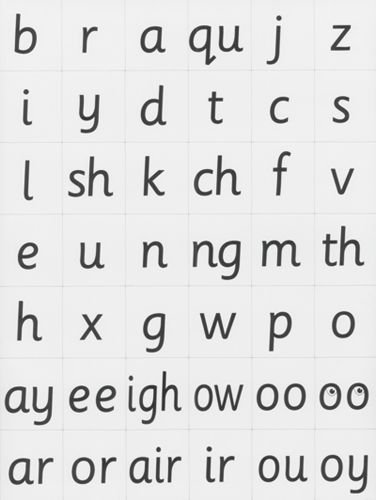 b r a qu j z
i y d t c s
l sh k ch f v
e u n ng m th
h x g w p o
ay ee igh ow oo oo
ar or air ir ou oy